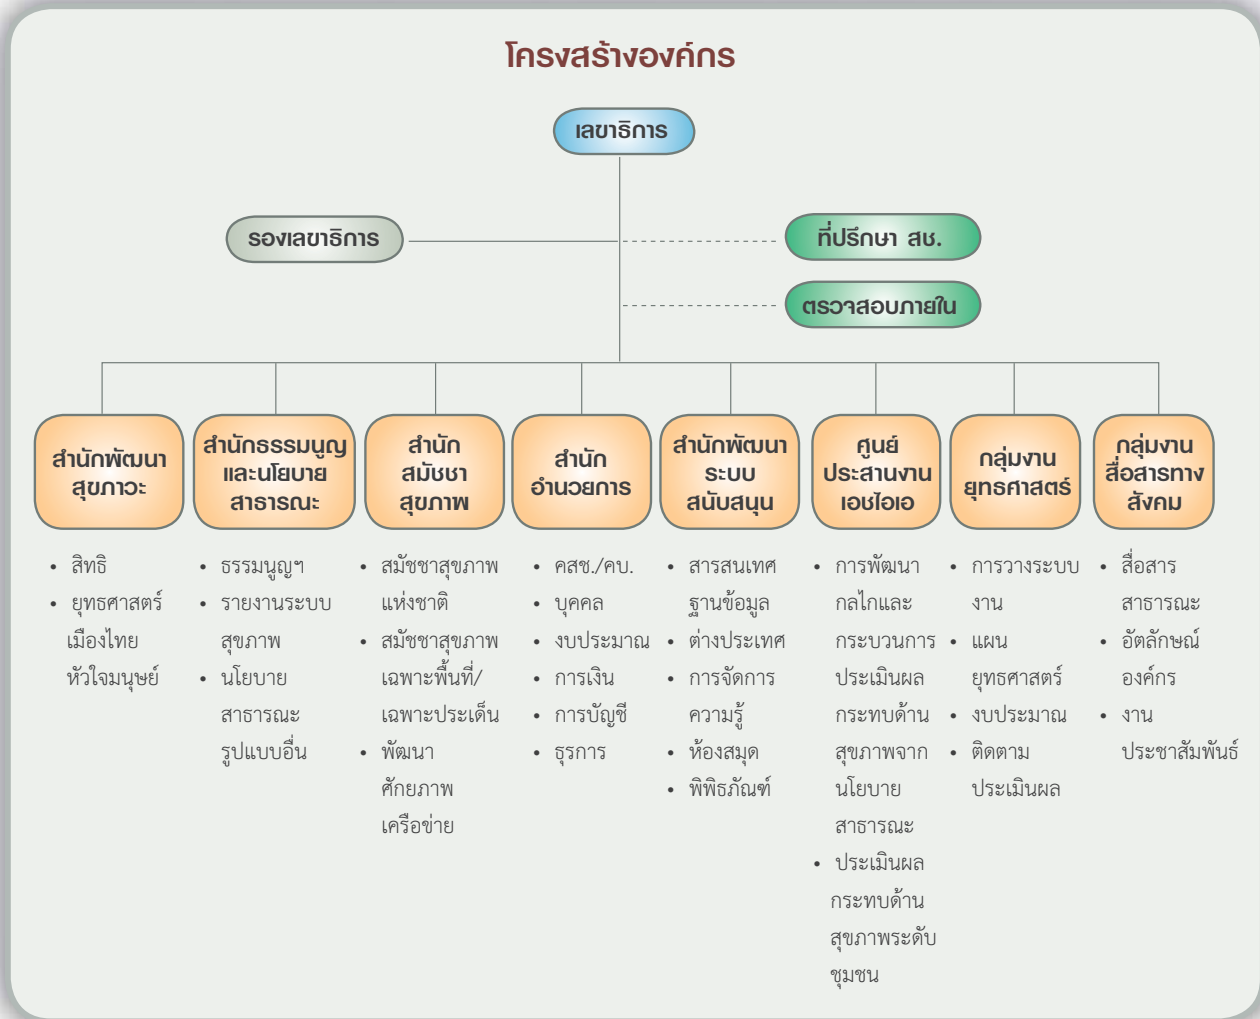 โครงสร้างองค์กร
เลขาธิการ
รองเลขาธิการ
ที่ปรึกษา สช.
ตรวจสอบภายใน
สำนักพัฒนา
สุขภาวะ
• สิทธิ
• ยุทธศาสตร์
เมืองไทย
หัวใจมนุษย์
สำนักธรรมนูญ
และนโยบาย
สาธารณะ
• ธรรมนูญฯ
• รายงานระบบ
สุขภาพ
• นโยบาย
สาธารณะ
รูปแบบอื่น
สำนัก
สมัชชา
สุขภาพ
• สมัชชาสุขภาพ
แห่งชาติ
• สมัชชาสุขภาพ
เฉพาะพื้นที่/
เฉพาะประเด็น
• พัฒนา
ศักยภาพ
เครือข่าย
สำนัก
อำนวยการ
• คสช./คบ.
• บุคคล
• งบประมาณ
• การเงิน
• การบัญชี
• ธุรการ
สำนักพัฒนา
ระบบ
สนับสนุน
• สารสนเทศ
ฐานข้อมูล
• ต่างประเทศ
• การจัดการ
ความรู้
• ห้องสมุด
• พิพิธภัณฑ์
ศูนย์
ประสานงาน
เอชไอเอ
• การพัฒนา
กลไกและ
กระบวนการ
ประเมินผล
กระทบด้าน
สุขภาพจาก
นโยบาย
สาธารณะ
• ประเมินผล
กระทบด้าน
สุขภาพระดับ
ชุมชน
กลุ่มงาน
ยุทธศาสตร์
• การวางระบบ
งาน
• แผน
ยุทธศาสตร์
• งบประมาณ
• ติดตาม
ประเมินผล
กลุ่มงาน
สื่อสารทาง
สังคม
• สื่อสาร
สาธารณะ
• อัตลักษณ์
องค์กร
• งาน
ประชาสัมพันธ์